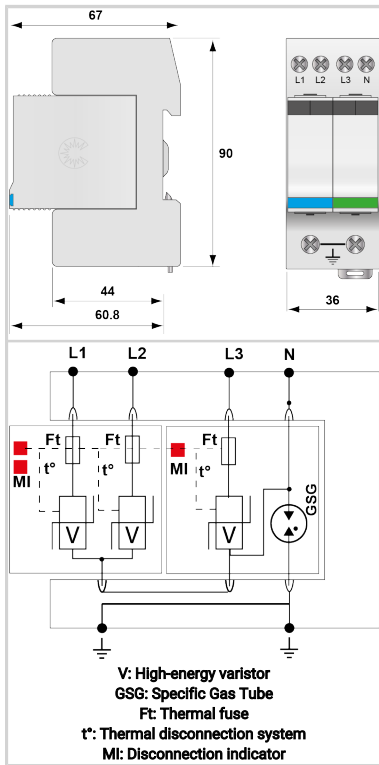 67
L1 L2 L3 N
90
44
60.8
36
L1 L2 L3 N
Ft Ft Ft
MI t° t° MI t°
V V V GSG
V: High-energy varistor
GSG: Specific Gas Tube
Ft: Thermal fuse
t°: Thermal disconnection system
MI: Disconnection indicator